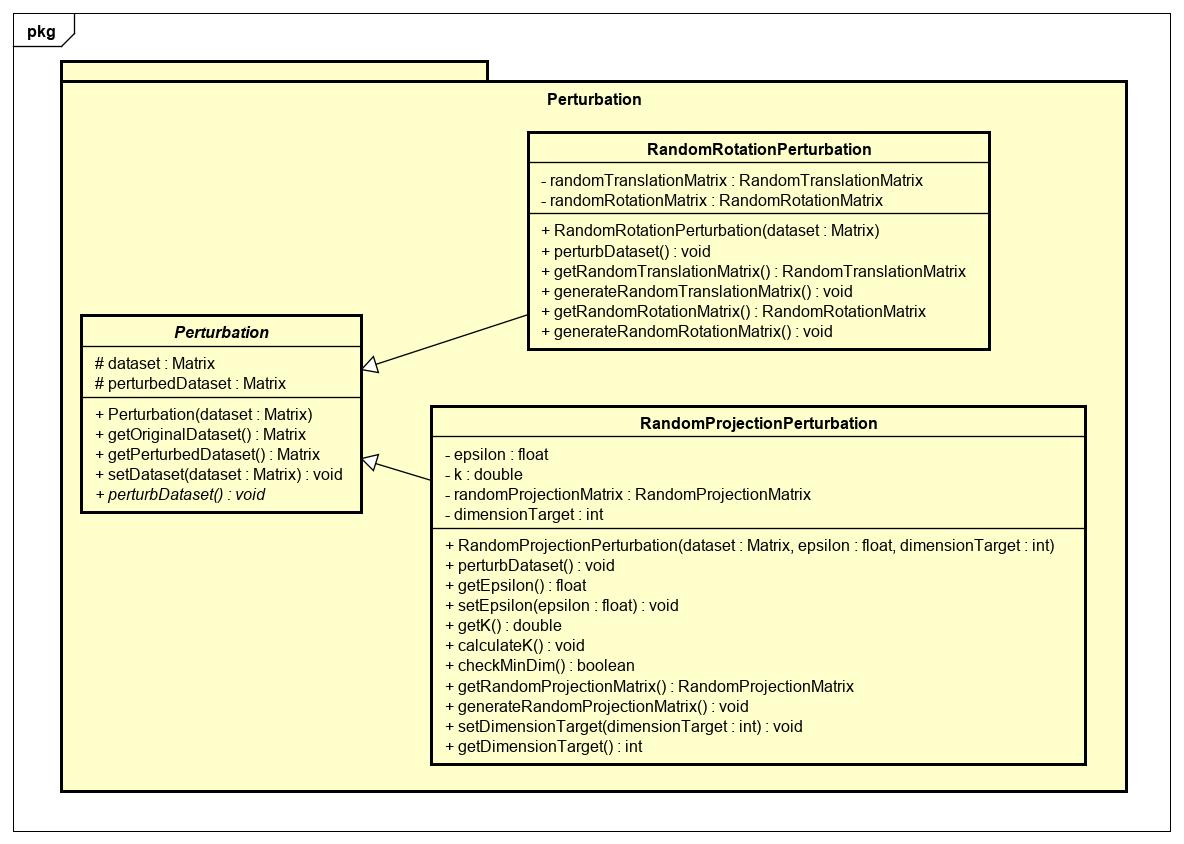 pkg
Perturbation
RandomRotationPerturbation
- randomTranslationMatrix : RandomTranslationMatrix
- randomRotationMatrix : RandomRotationMatrix
+ RandomRotationPerturbation(dataset : Matrix)
+ perturbDataset() : void
+ getRandomTranslationMatrix() : RandomTranslationMatrix
+ generateRandomTranslationMatrix() : void
+ getRandomRotationMatrix() : RandomRotationMatrix
+ generateRandomRotationMatrix() : void
Perturbation
# dataset : Matrix
# perturbedDataset : Matrix
+ Perturbation(dataset : Matrix)
+ getOriginalDataset() : Matrix
+ getPerturbedDataset() : Matrix
+ setDataset(dataset : Matrix) : void
+ perturbDataset() : void
RandomProjectionPerturbation
- epsilon : float
- k : double
- randomProjectionMatrix : RandomProjectionMatrix
- dimensionTarget : int
+ RandomProjectionPerturbation(dataset : Matrix, epsilon : float, dimensionTarget : int)
+ perturbDataset() : void
+ getEpsilon() : float
+ setEpsilon(epsilon : float) : void
+ getK() : double
+ calculateK() : void
+ checkMinDim() : boolean
+ getRandomProjectionMatrix() : RandomProjectionMatrix
+ generateRandomProjectionMatrix() : void
+ setDimensionTarget(dimensionTarget : int) : void
+ getDimensionTarget() : int